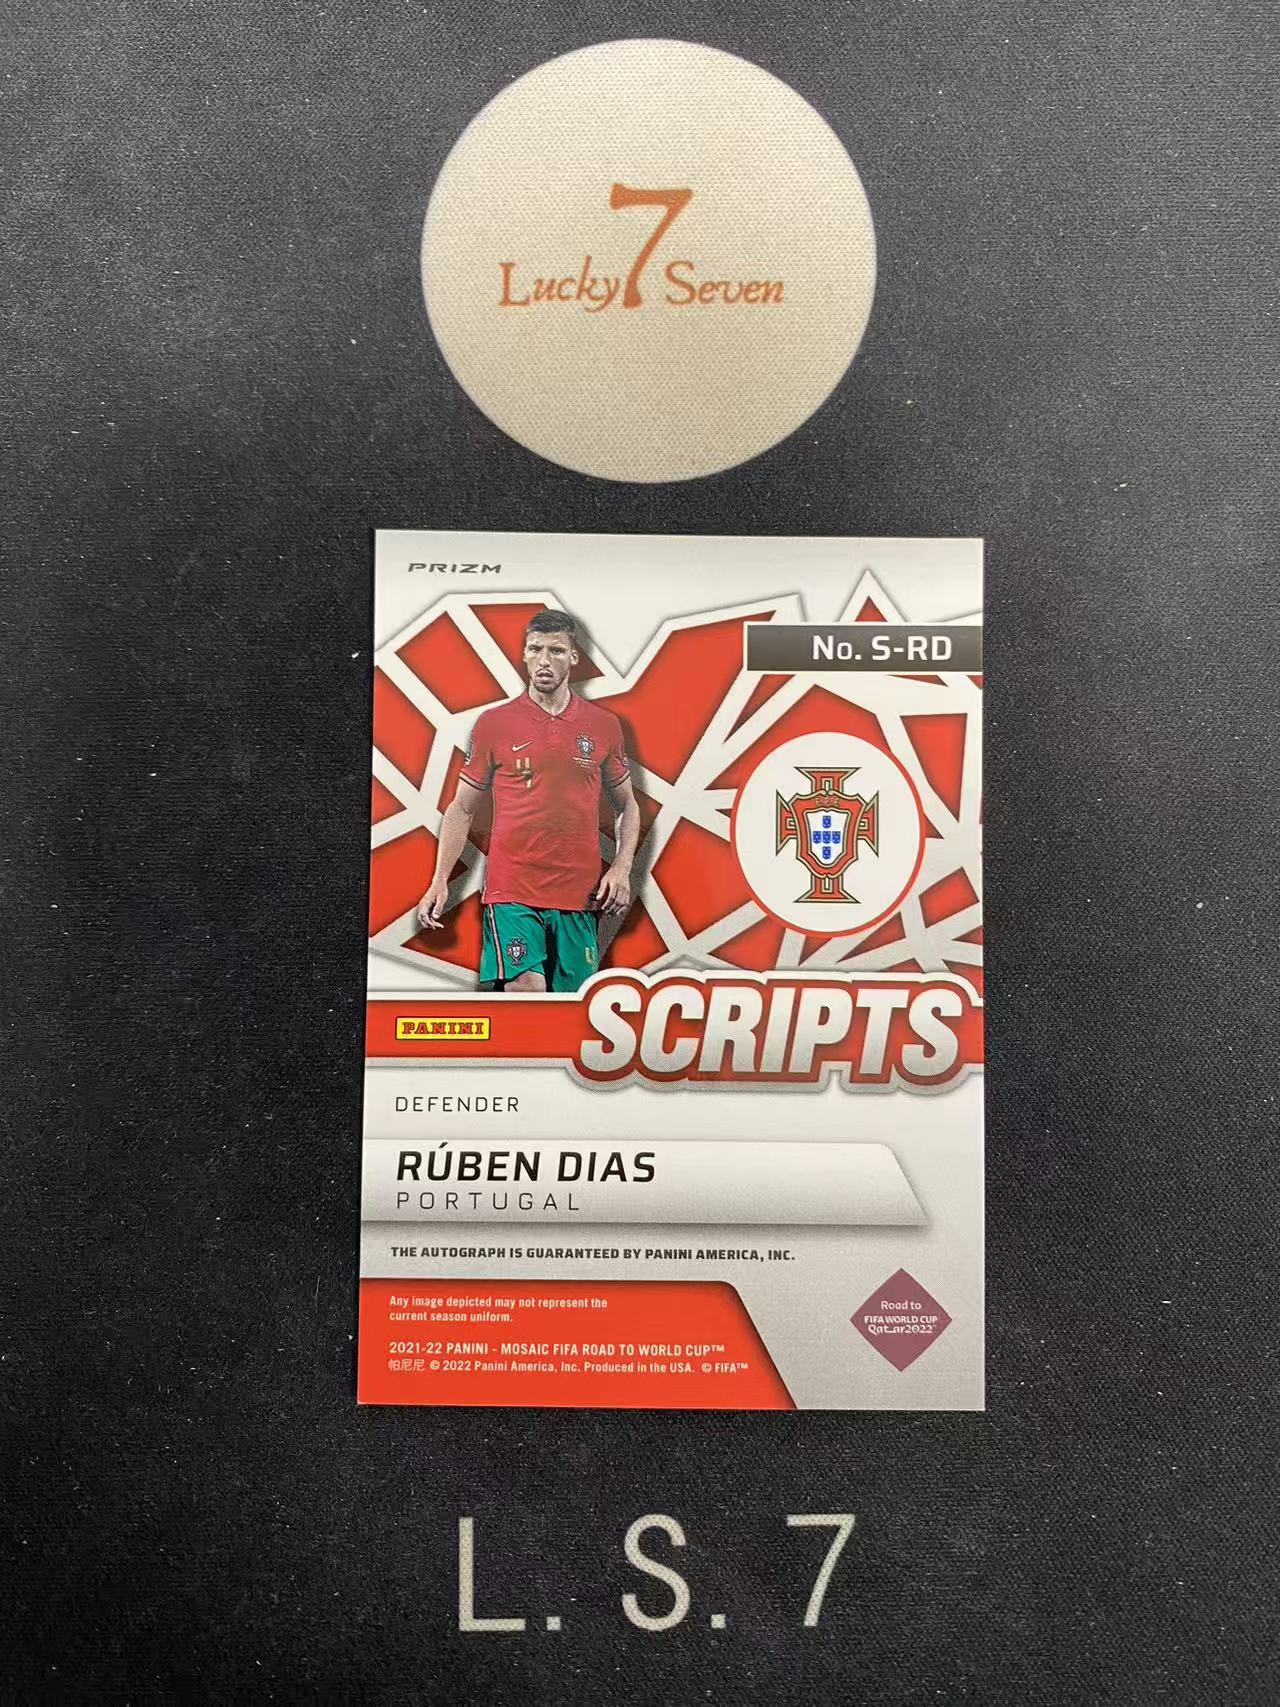 7
Lucky Seven
PRIZM
No. S-RD
4
FPF
4
PANINI
SCRIPTS
DEFENDER
RÚBEN DIAS
PORTUGAL
THE AUTOGRAPH IS GUARANTEED BY PANINI AMERICA, INC.
Any image depicted may not represent the
current season uniform.
Road to
FIFA WORLD CUP
Qatar2022
2021-22 PANINI - MOSAIC FIFA ROAD TO WORLD CUP™
帕尼尼 © 2022 Panini America, Inc. Produced in the USA. © FIFA™
L. S. 7